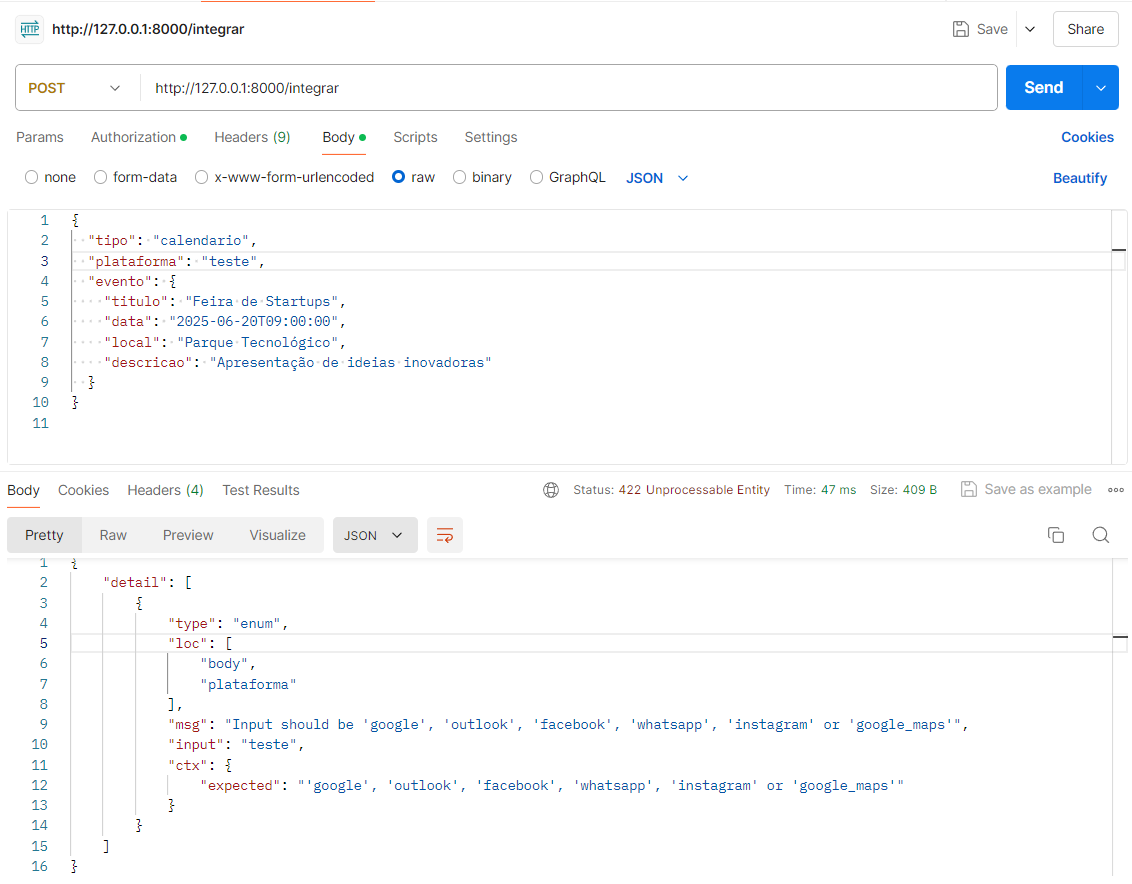 HTTP http://127.0.0.1:8000/integrar Save Share
POST http://127.0.0.1:8000/integrar Send
Params Authorization Headers (9) Body Scripts Settings Cookies
none form-data x-www-form-urlencoded raw binary GraphQL JSON Beautify
1 {
2 "tipo": "calendario",
3 "plataforma": "teste",
4 "evento": {
5 "titulo": "Feira de Startups",
6 "data": "2025-06-20T09:00:00",
7 "local": "Parque Tecnológico",
8 "descricao": "Apresentação de ideias inovadoras"
9 }
10 }
11
Body Cookies Headers (4) Test Results Status: 422 Unprocessable Entity Time: 47 ms Size: 409 B Save as example
Pretty Raw Preview Visualize JSON
1 {
2 "detail": [
3 {
4 "type": "enum",
5 "loc": [
6 "body",
7 "plataforma"
8 ],
9 "msg": "Input should be 'google', 'outlook', 'facebook', 'whatsapp', 'instagram' or 'google_maps'",
10 "input": "teste",
11 "ctx": {
12 "expected": "'google', 'outlook', 'facebook', 'whatsapp', 'instagram' or 'google_maps'"
13 }
14 }
15 ]
16 }